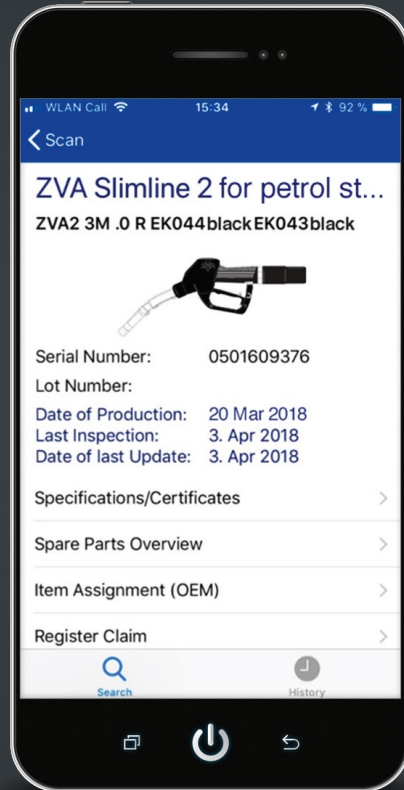 WLAN Call 15:34 92 %
Scan
ZVA Slimline 2 for petrol st...
ZVA2 3M .0 R EK044blackEK043black
Serial Number: 0501609376
Lot Number:
Date of Production: 20 Mar 2018
Last Inspection: 3. Apr 2018
Date of last Update: 3. Apr 2018
Specifications/Certificates
Spare Parts Overview
Item Assignment (OEM)
Register Claim
Search History